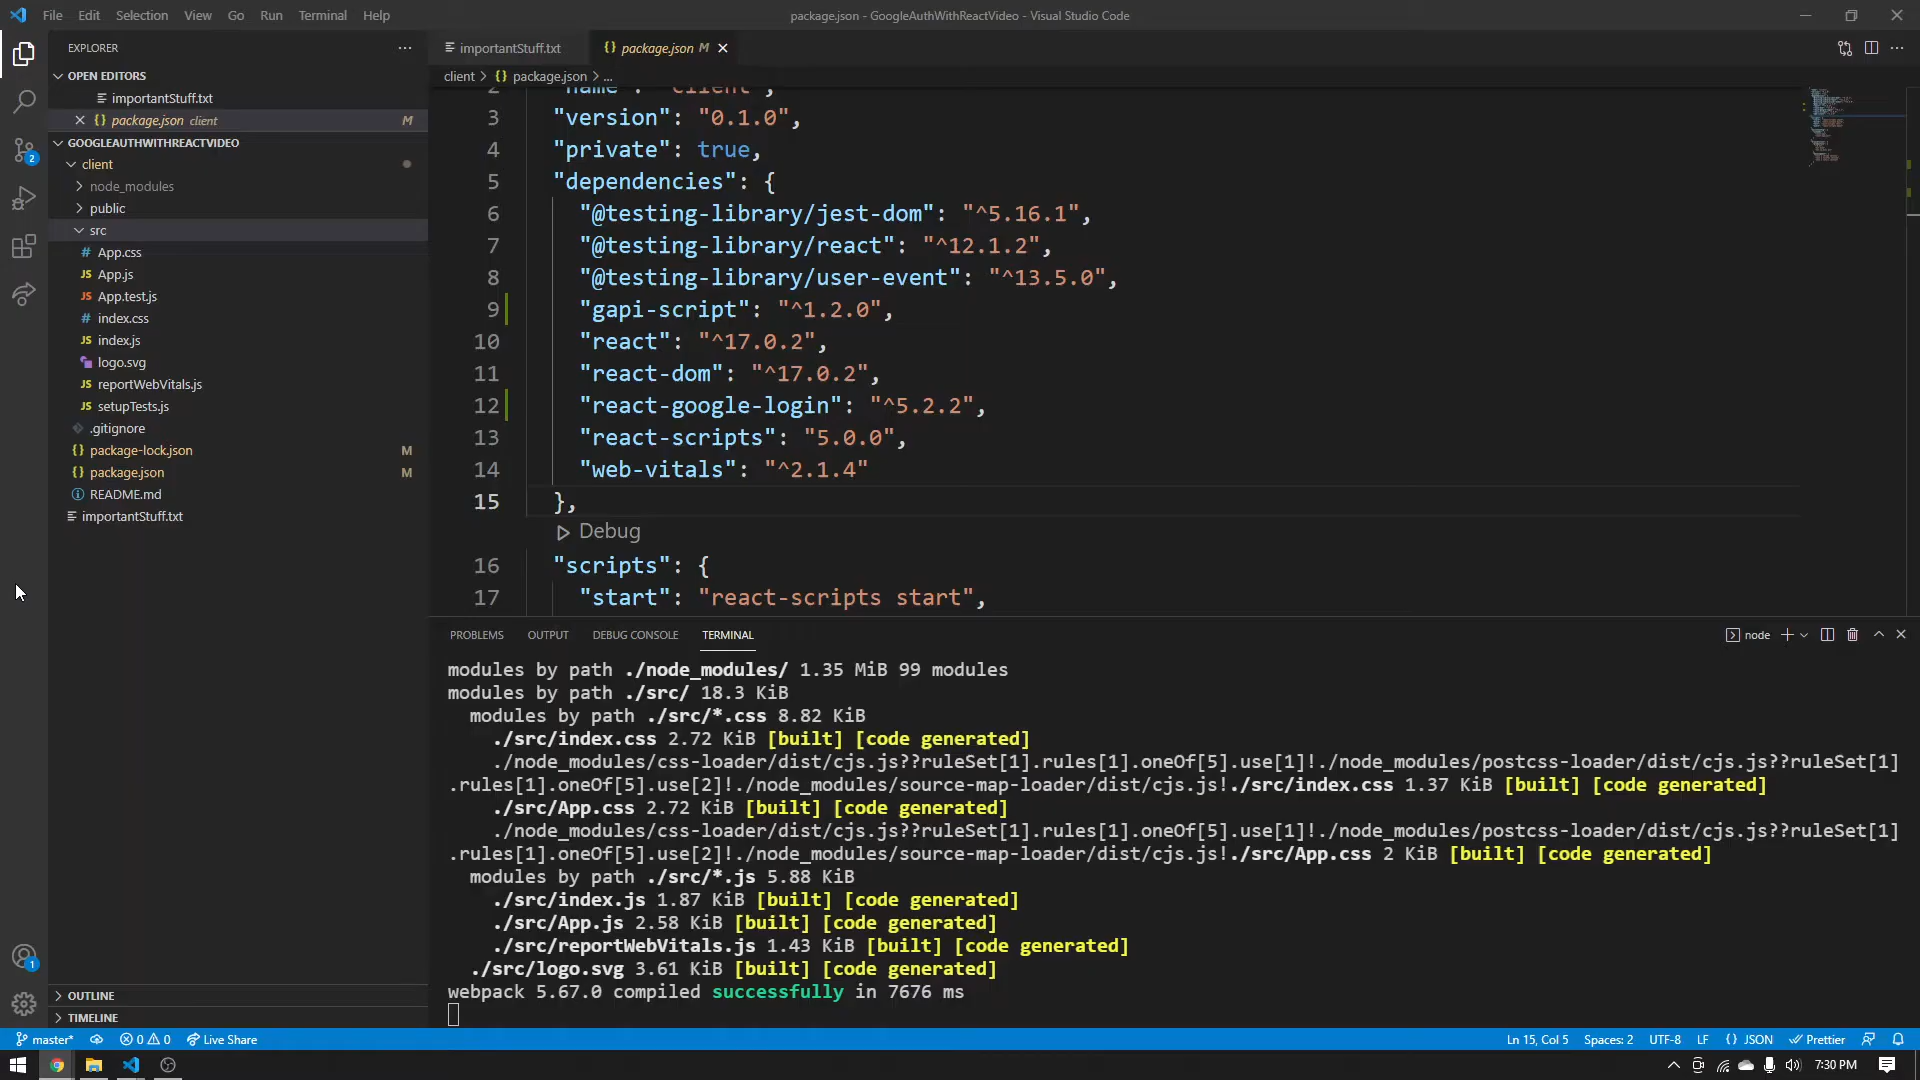 File Edit Selection View Go Run Terminal Help
package.json - GoogleAuthWithReactVideo - Visual Studio Code
EXPLORER
OPEN EDITORS
importantStuff.txt
package.json client M
GOOGLEAUTHWITHREACTVIDEO
client
node_modules
public
src
# App.css
JS App.js
JS App.test.js
# index.css
JS index.js
logo.svg
JS reportWebVitals.js
JS setupTests.js
.gitignore
{} package-lock.json M
{} package.json M
README.md
importantStuff.txt
OUTLINE
TIMELINE
2
1
importantStuff.txt
{} package.json M
client > {} package.json > ...
2 "name": "client",
3 "version": "0.1.0",
4 "private": true,
5 "dependencies": {
6 "@testing-library/jest-dom": "^5.16.1",
7 "@testing-library/react": "^12.1.2",
8 "@testing-library/user-event": "^13.5.0",
9 "gapi-script": "^1.2.0",
10 "react": "^17.0.2",
11 "react-dom": "^17.0.2",
12 "react-google-login": "^5.2.2",
13 "react-scripts": "5.0.0",
14 "web-vitals": "^2.1.4"
15 },
Debug
16 "scripts": {
17 "start": "react-scripts start",
PROBLEMS OUTPUT DEBUG CONSOLE TERMINAL
node
modules by path ./node_modules/ 1.35 MiB 99 modules
modules by path ./src/ 18.3 KiB
modules by path ./src/*.css 8.82 KiB
./src/index.css 2.72 KiB [built] [code generated]
./node_modules/css-loader/dist/cjs.js??ruleSet[1].rules[1].oneOf[5].use[1]!./node_modules/postcss-loader/dist/cjs.js??ruleSet[1]
.rules[1].oneOf[5].use[2]!./node_modules/source-map-loader/dist/cjs.js!./src/index.css 1.37 KiB [built] [code generated]
./src/App.css 2.72 KiB [built] [code generated]
./node_modules/css-loader/dist/cjs.js??ruleSet[1].rules[1].oneOf[5].use[1]!./node_modules/postcss-loader/dist/cjs.js??ruleSet[1]
.rules[1].oneOf[5].use[2]!./node_modules/source-map-loader/dist/cjs.js!./src/App.css 2 KiB [built] [code generated]
modules by path ./src/*.js 5.88 KiB
./src/index.js 1.87 KiB [built] [code generated]
./src/App.js 2.58 KiB [built] [code generated]
./src/reportWebVitals.js 1.43 KiB [built] [code generated]
./src/logo.svg 3.61 KiB [built] [code generated]
webpack 5.67.0 compiled successfully in 7676 ms
master* 0 0 Live Share
Ln 15, Col 5 Spaces: 2 UTF-8 LF {} JSON Prettier
7:30 PM